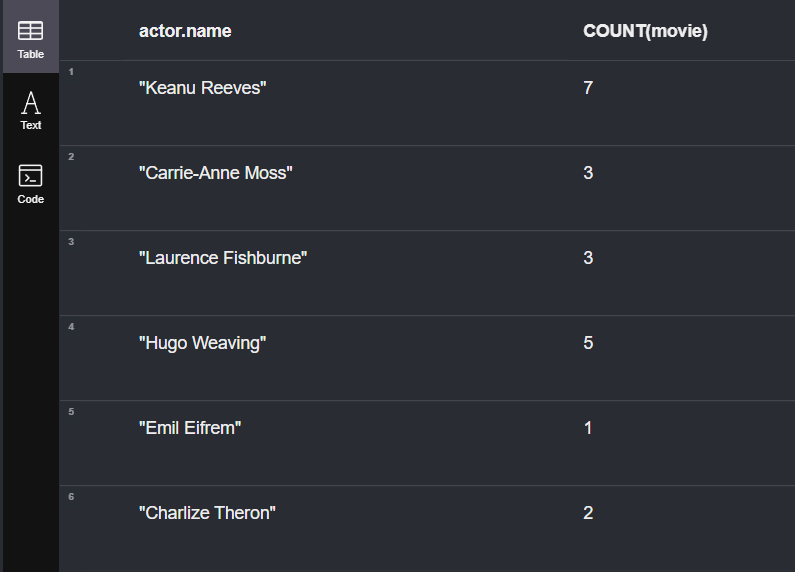 Table
Text
Code
actor.name COUNT(movie)
1 "Keanu Reeves" 7
2 "Carrie-Anne Moss" 3
3 "Laurence Fishburne" 3
4 "Hugo Weaving" 5
5 "Emil Eifrem" 1
6 "Charlize Theron" 2